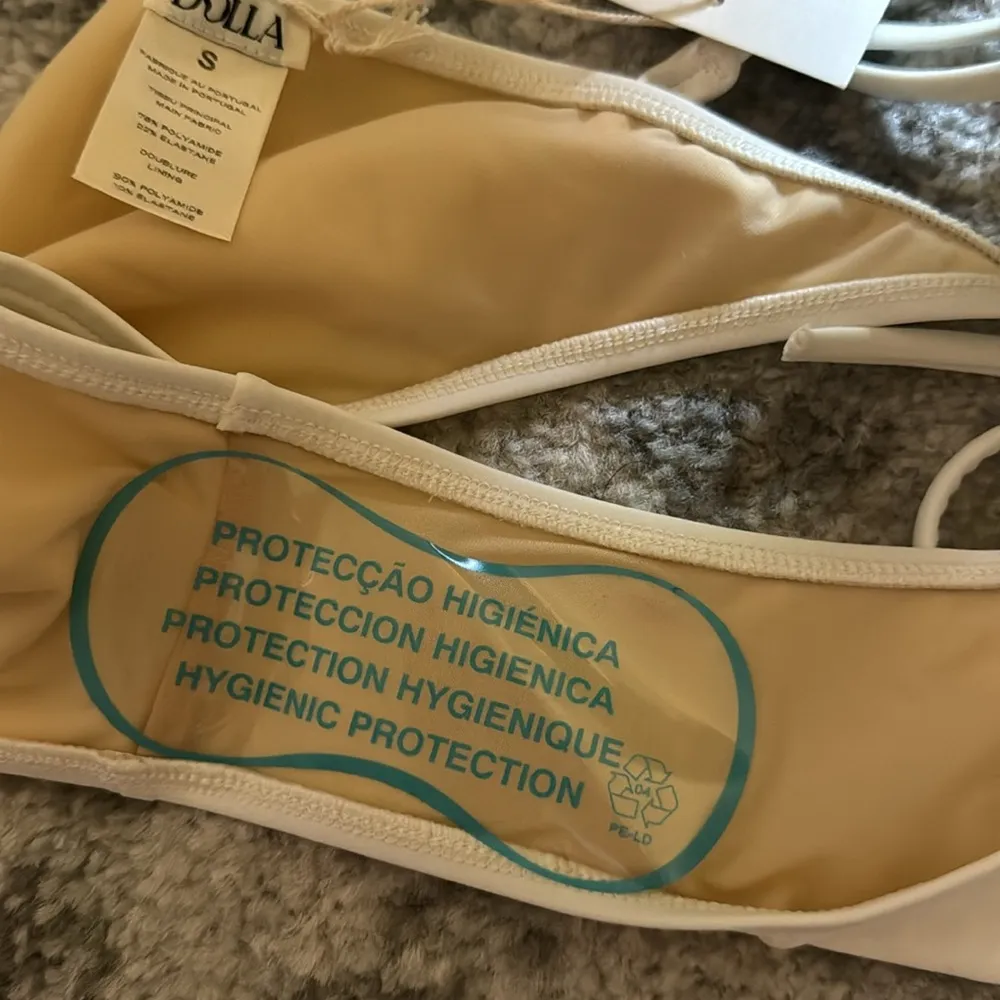 DOLLA
S
FABRIQUE AU PORTUGAL
MADE IN PORTUGAL
TISSU PRINCIPAL
MAIN FABRIC
78% POLYAMIDE
22% ELASTANE
DOUBLURE
LINING
90% POLYAMIDE
10% ELASTANE
PROTECÇÃO HIGIÉNICA
PROTECCION HIGIENICA
PROTECTION HYGIENIQUE
HYGIENIC PROTECTION
04
PE-LD